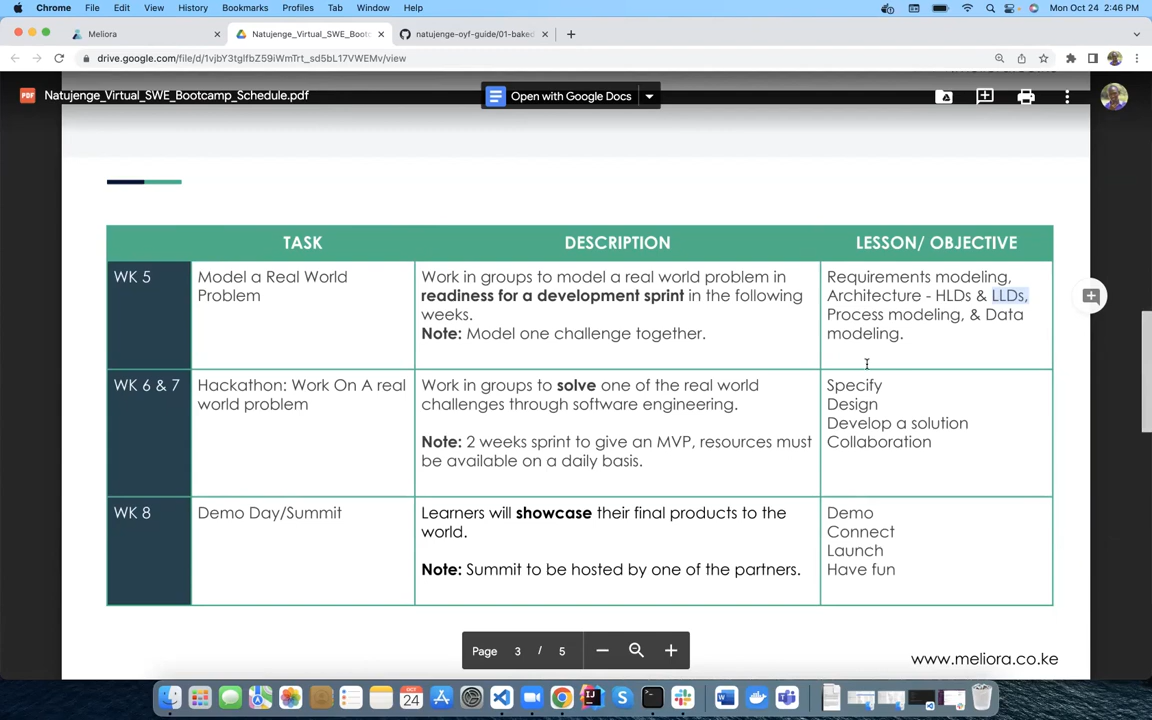 Chrome File Edit View History Bookmarks Profiles Tab Window Help Mon Oct 24 2:46 PM
Meliora Natujenge_Virtual_SWE_Boot natujenge-oyf-guide/01-baked
drive.google.com/file/d/1vjbY3tglfbZ59iWmTrt_sd5bL17VWEMv/view
PDF Natujenge_Virtual_SWE_Bootcamp_Schedule.pdf Open with Google Docs
TASK DESCRIPTION LESSON/ OBJECTIVE
WK 5
Model a Real World
Problem
Work in groups to model a real world problem in
readiness for a development sprint in the following
weeks.
Note: Model one challenge together.
Requirements modeling,
Architecture - HLDs & LLDs,
Process modeling, & Data
modeling.
WK 6 & 7
Hackathon: Work On A real
world problem
Work in groups to solve one of the real world
challenges through software engineering.
Note: 2 weeks sprint to give an MVP, resources must
be available on a daily basis.
Specify
Design
Develop a solution
Collaboration
WK 8
Demo Day/Summit
Learners will showcase their final products to the
world.
Note: Summit to be hosted by one of the partners.
Demo
Connect
Launch
Have fun
Page 3 / 5
www.meliora.co.ke
OCT
24